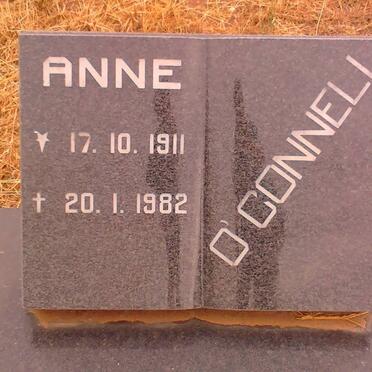 ANNE
★ 17. 10. 1911
† 20. 1. 1982
O'CONNELL